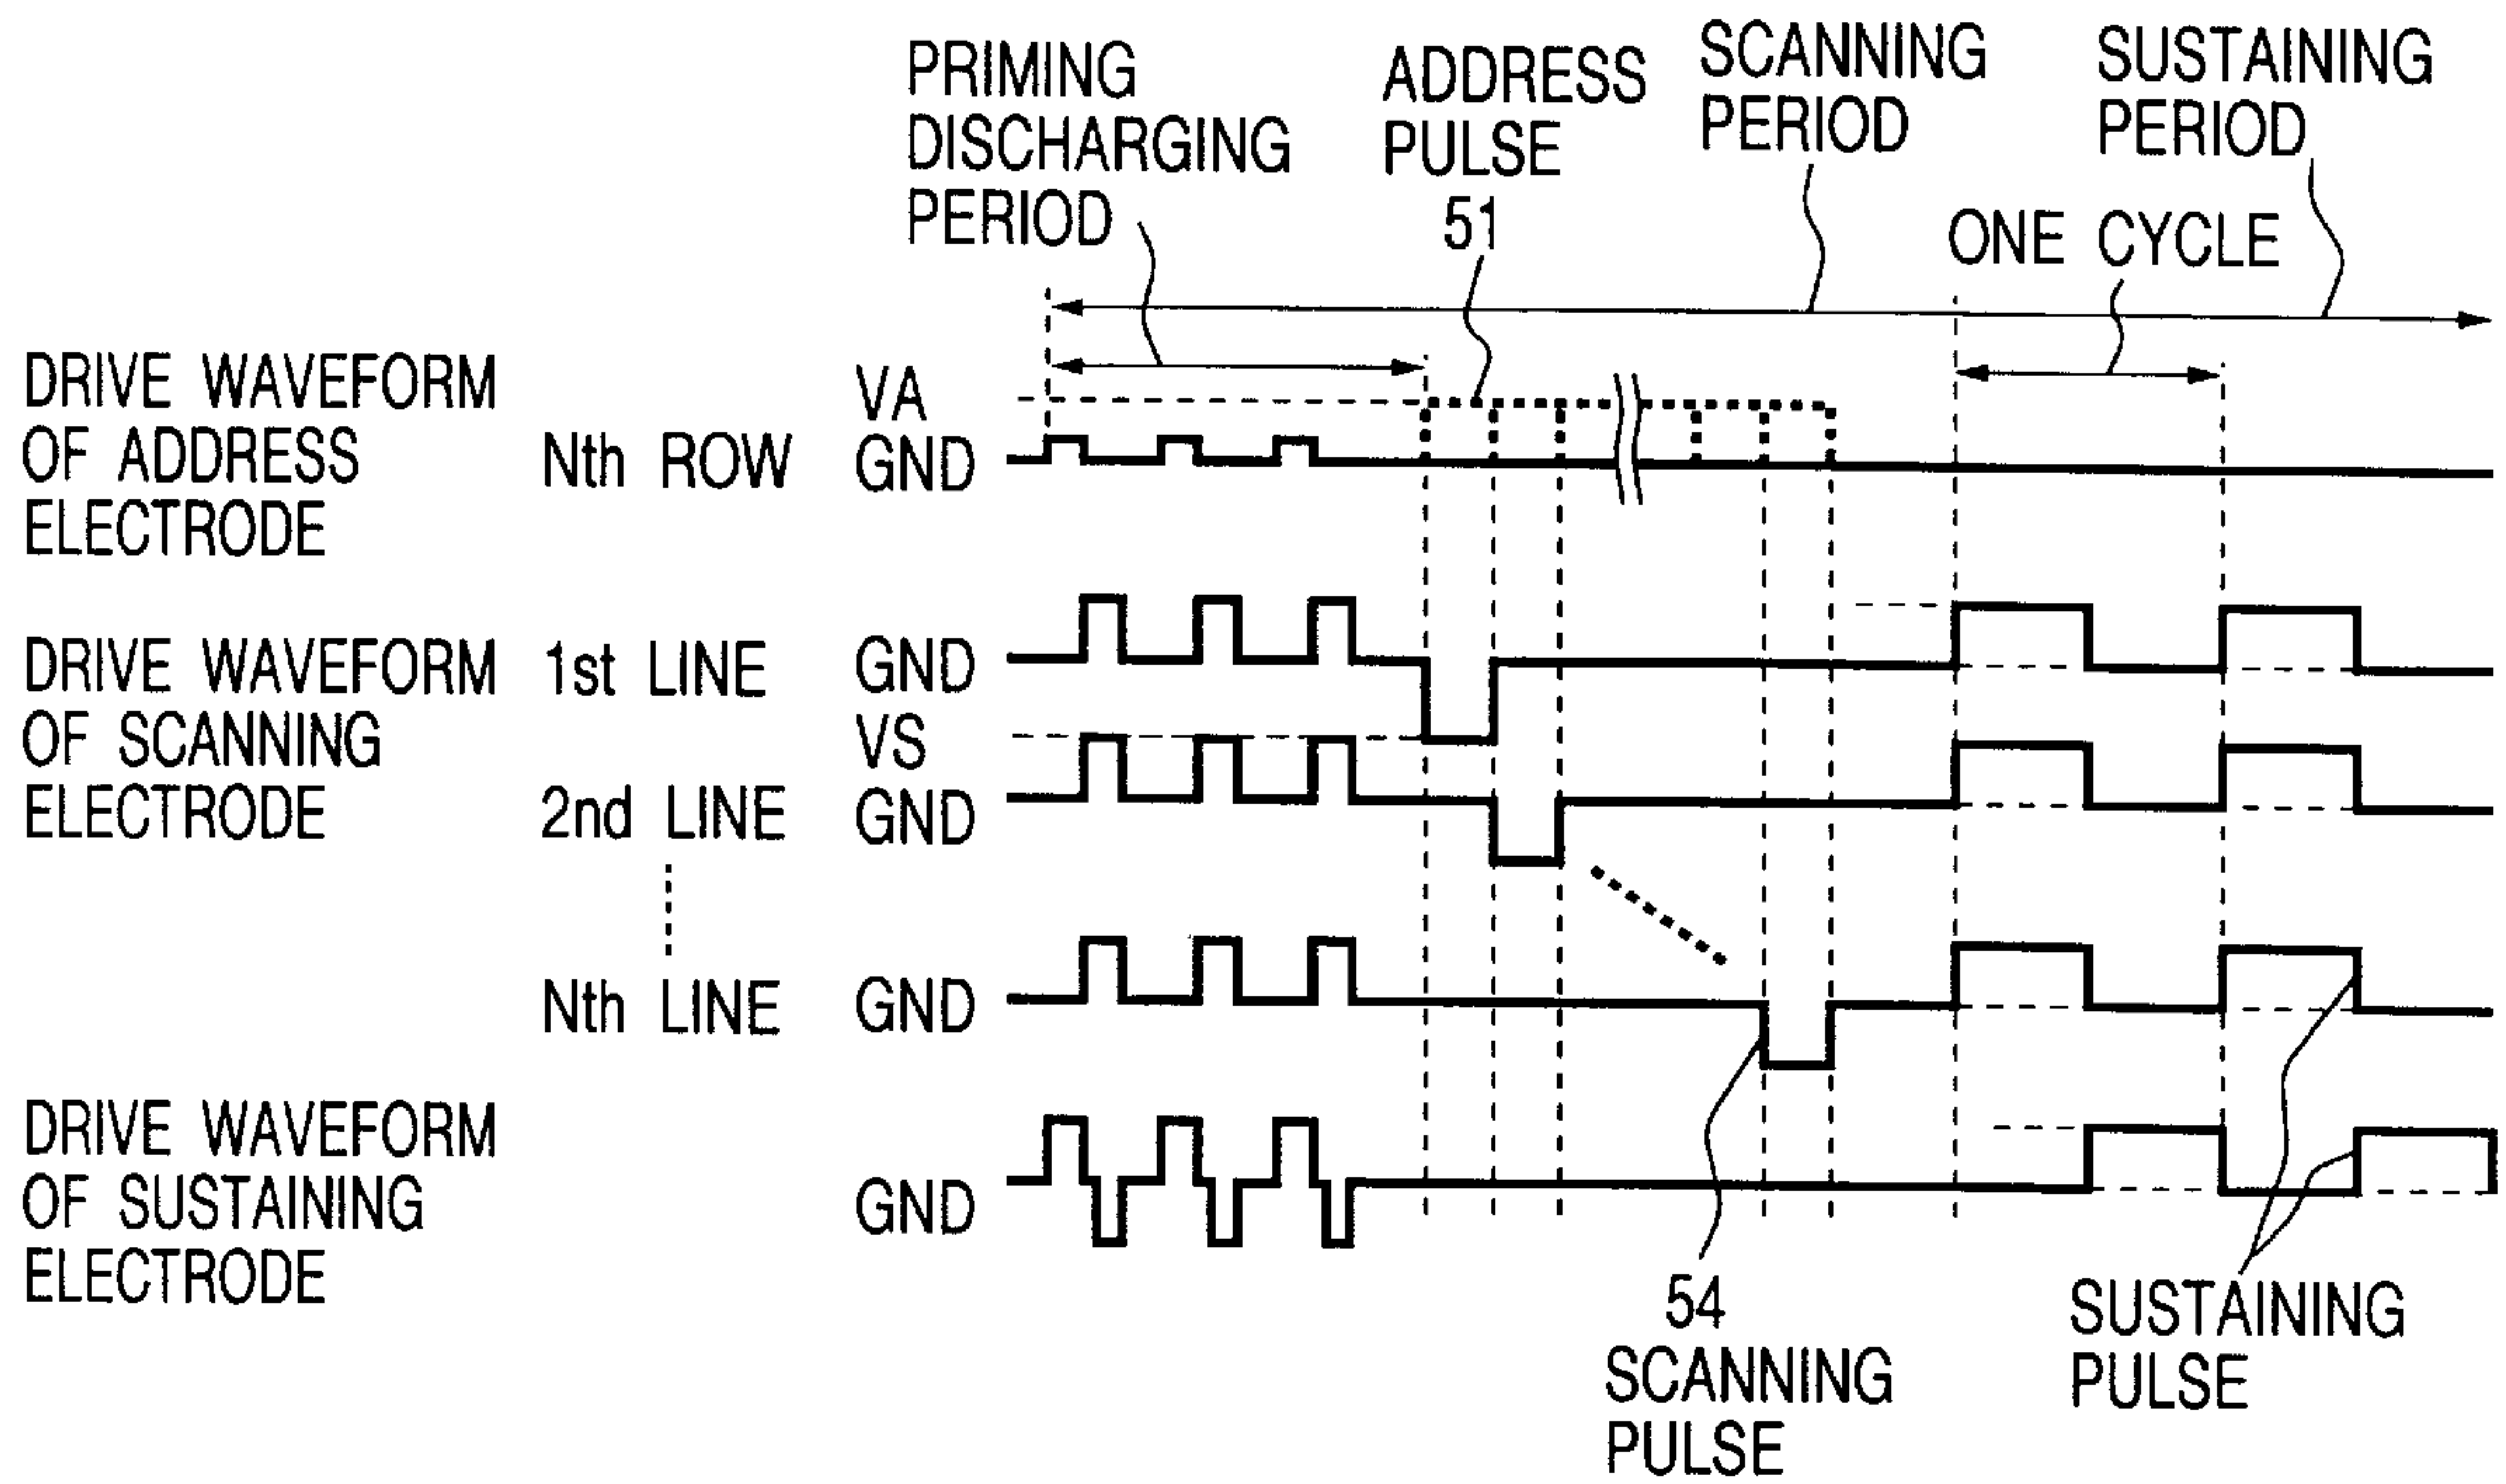 PRIMING
DISCHARGING
PERIOD
ADDRESS
PULSE
51
SCANNING
PERIOD
SUSTAINING
PERIOD
ONE CYCLE
DRIVE WAVEFORM
OF ADDRESS
ELECTRODE
Nth ROW
VA
GND
DRIVE WAVEFORM
OF SCANNING
ELECTRODE
1st LINE
GND
VS
2nd LINE
GND
Nth LINE
GND
DRIVE WAVEFORM
OF SUSTAINING
ELECTRODE
GND
54
SCANNING
PULSE
SUSTAINING
PULSE